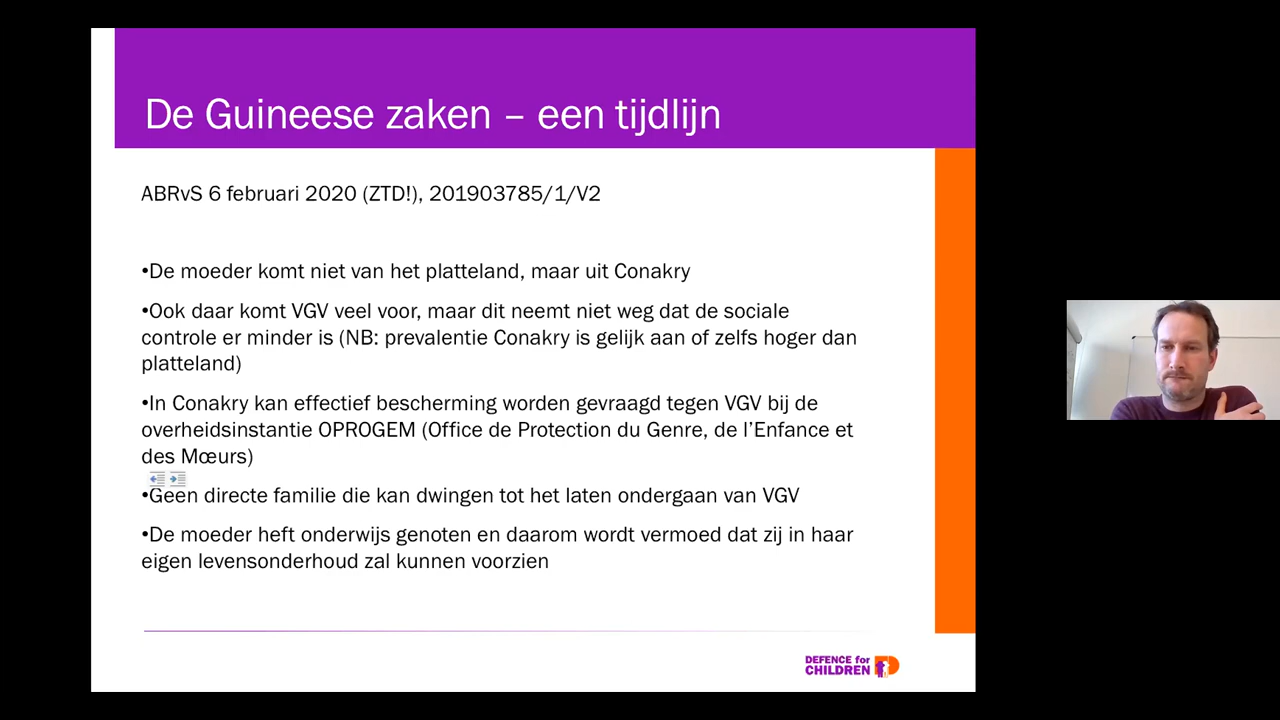 De Guineese zaken – een tijdlijn
ABRvS 6 februari 2020 (ZTD!), 201903785/1/V2
•De moeder komt niet van het platteland, maar uit Conakry
•Ook daar komt VGV veel voor, maar dit neemt niet weg dat de sociale
controle er minder is (NB: prevalentie Conakry is gelijk aan of zelfs hoger dan
platteland)
•In Conakry kan effectief bescherming worden gevraagd tegen VGV bij de
overheidsinstantie OPROGEM (Office de Protection du Genre, de l’Enfance et
des Mœurs)
•Geen directe familie die kan dwingen tot het laten ondergaan van VGV
•De moeder heft onderwijs genoten en daarom wordt vermoed dat zij in haar
eigen levensonderhoud zal kunnen voorzien
DEFENCE for
CHILDREN